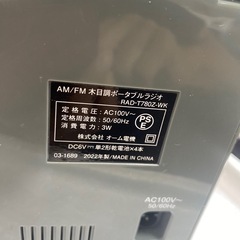 AM/FM 木目調ポータブルラジオ
RAD-T780Z-WK
定格電圧：AC100V～
定格周波数：50/60Hz
消費電力：3W
PSE
株式会社 オーム電機
DC6V⎓単2形乾電池×4本
03-1689 2022年製/MADE IN CHINA
AC100V～
50/60Hz